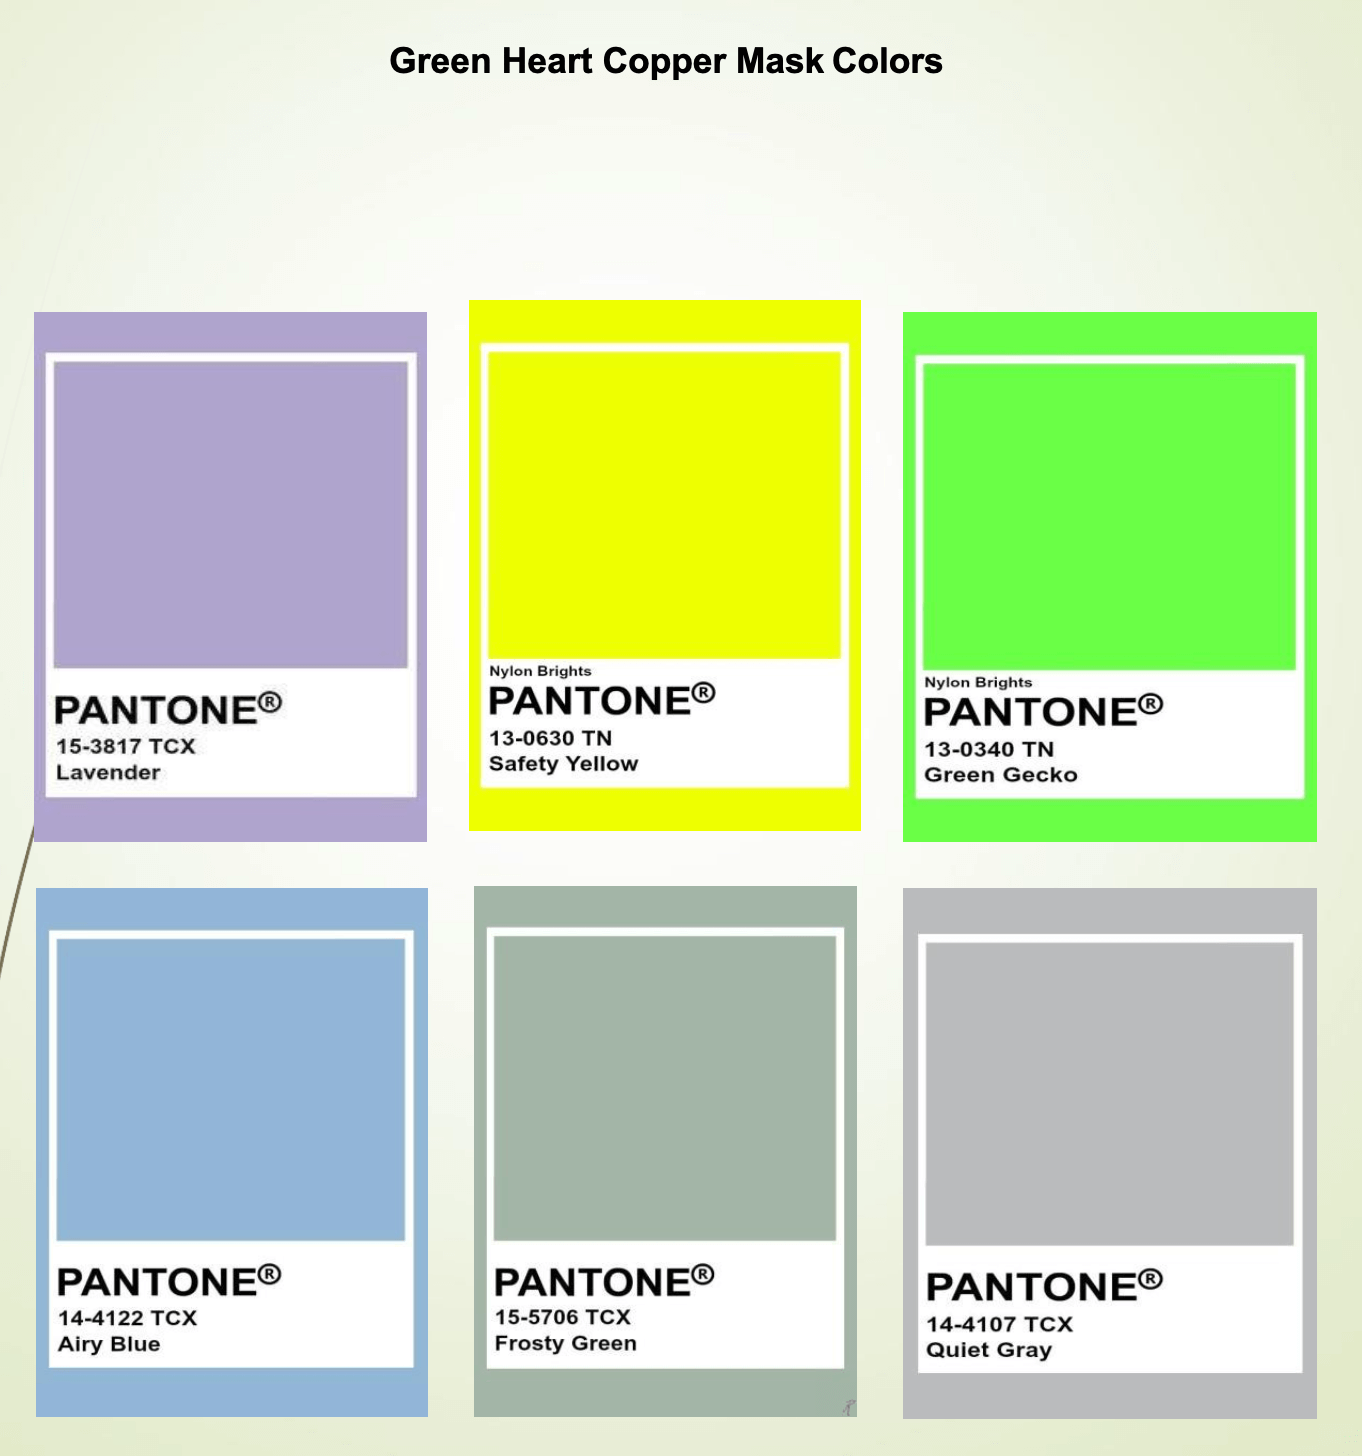 Green Heart Copper Mask Colors
PANTONE®
15-3817 TCX
Lavender
Nylon Brights
PANTONE®
13-0630 TN
Safety Yellow
Nylon Brights
PANTONE®
13-0340 TN
Green Gecko
PANTONE®
14-4122 TCX
Airy Blue
PANTONE®
15-5706 TCX
Frosty Green
PANTONE®
14-4107 TCX
Quiet Gray